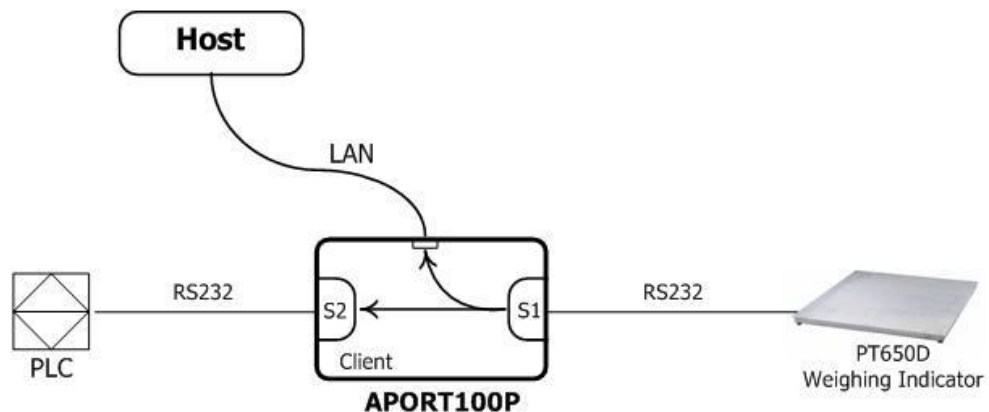 Host
LAN
RS232
S2
S1
RS232
PLC
Client
PT650D
Weighing Indicator
APORT100P